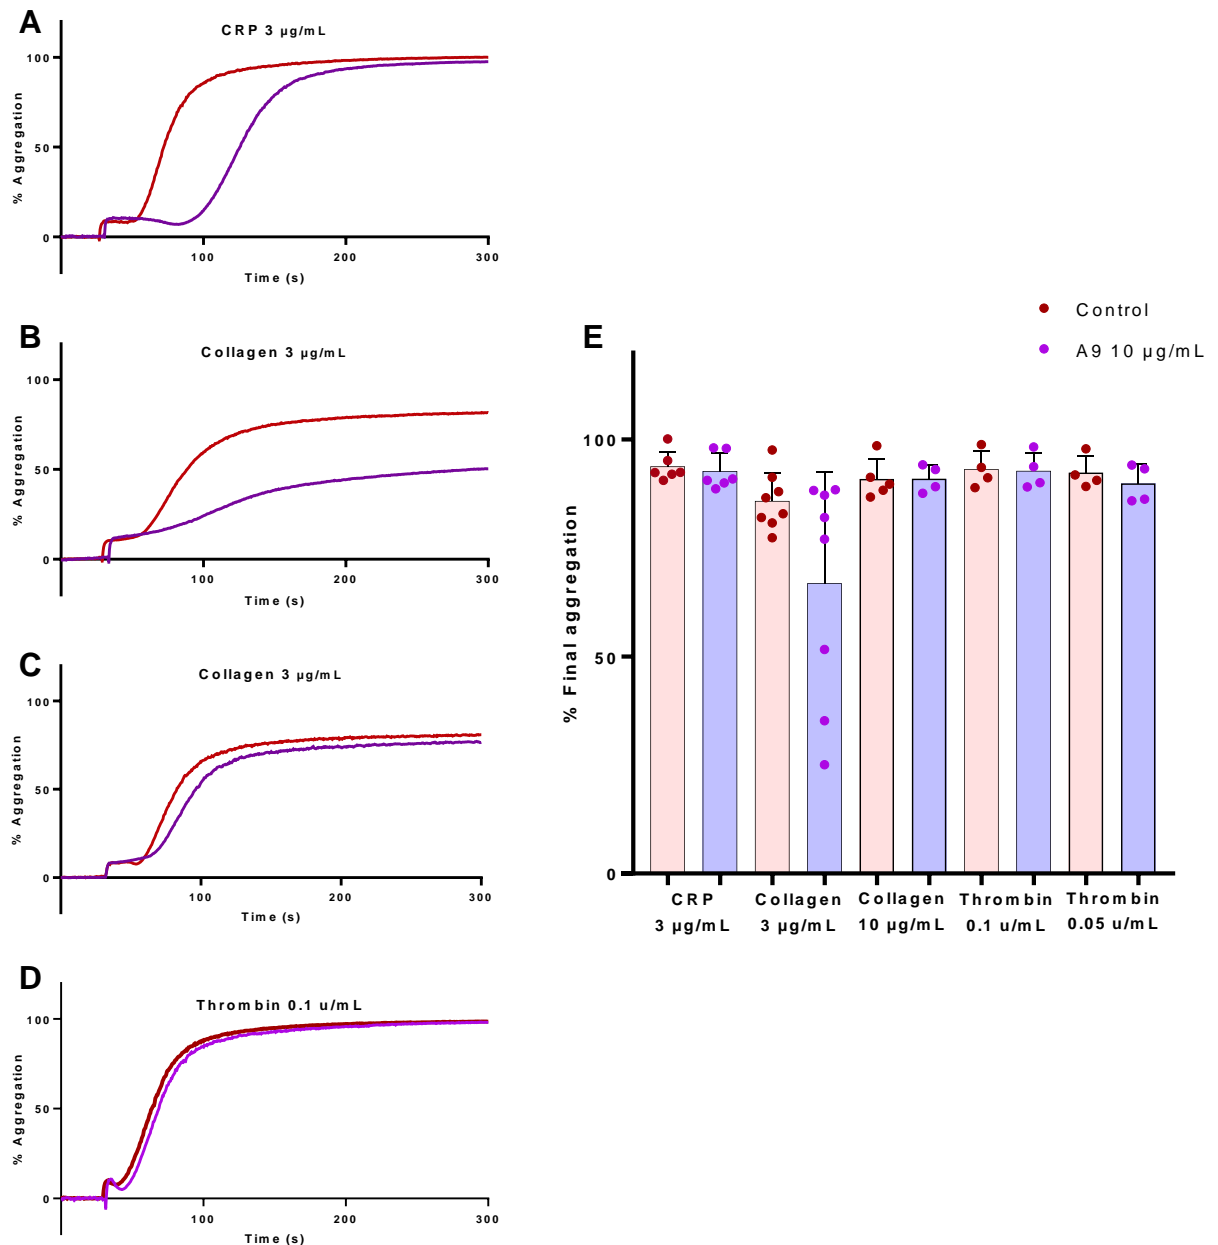 A
CRP 3 µg/mL
% Aggregation
100
50
0
100
200
300
Time (s)
B
Collagen 3 µg/mL
% Aggregation
100
50
0
100
200
300
Time (s)
C
Collagen 3 µg/mL
% Aggregation
100
50
0
100
200
300
Time (s)
D
Thrombin 0.1 u/mL
% Aggregation
100
50
0
100
200
300
Time (s)
E
Control
A9 10 µg/mL
% Final aggregation
100
50
0
CRP
3 µg/mL
Collagen
3 µg/mL
Collagen
10 µg/mL
Thrombin
0.1 u/mL
Thrombin
0.05 u/mL